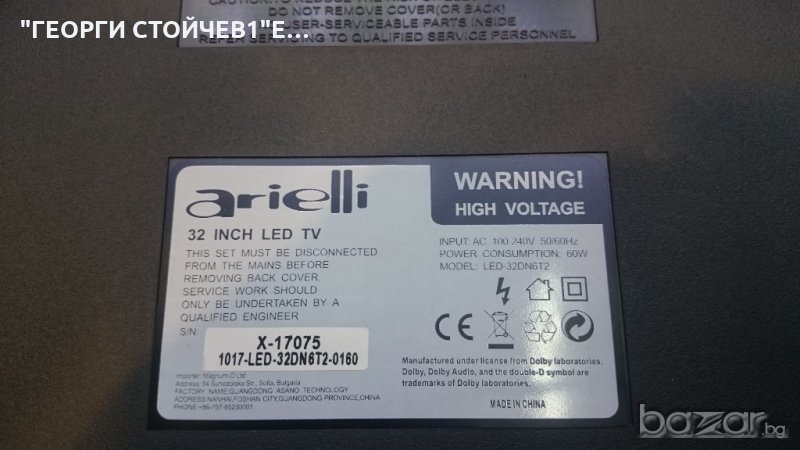 CAUTION:1
DO NOT REMOVE COVER(OR BACK)
USER-SERVICEABLE PARTS INSIDE
REFER SERVICING TO QUALIFIED SERVICE PERSONNEL
"ГЕОРГИ СТОЙЧЕВ1"Е...
arielli
32 INCH LED TV
THIS SET MUST BE DISCONNECTED
FROM THE MAINS BEFORE
REMOVING BACK COVER.
SERVICE WORK SHOULD
ONLY BE UNDERTAKEN BY A
QUALIFIED ENGINEER
S/N:
X-17075
1017-LED-32DN6T2-0160
Importer: Magnum-D Ltd
Address: 54 Sunodolska Str., Sofia, Bulgaria
FACTORY NAME:GUANGDONG ASANO TECHNOLOGY
ADDRESS:NANHAI,FOSHAN CITY,GUANGDONG,PROVINCE,CHINA
PHONE:+86-757-85230001
WARNING!
HIGH VOLTAGE
INPUT: AC 100-240V 50/60Hz
POWER CONSUMPTION: 60W
MODEL: LED-32DN6T2
CE
Manufactured under license from Dolby laboratories.
Dolby, Dolby Audio, and the double-D symbol are
trademarks of Dolby laboratories.
MADE IN CHINA
bazar.bg